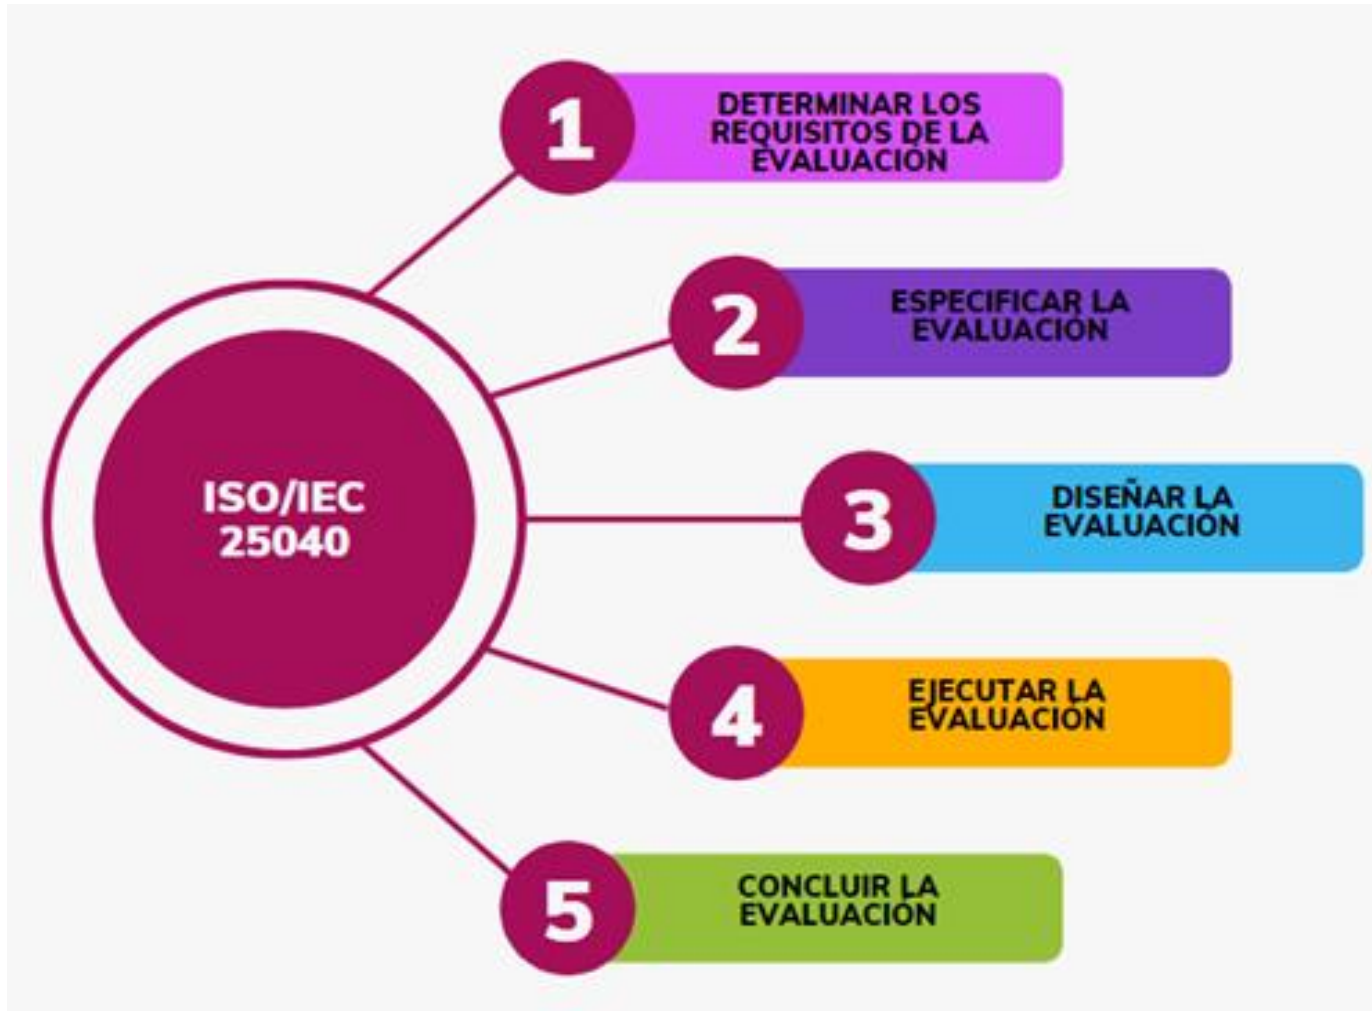 1
DETERMINAR LOS
REQUISITOS DE LA
EVALUACIÓN
2
ESPECIFICAR LA
EVALUACIÓN
ISO/IEC
25040
3
DISEÑAR LA
EVALUACIÓN
4
EJECUTAR LA
EVALUACIÓN
5
CONCLUIR LA
EVALUACIÓN